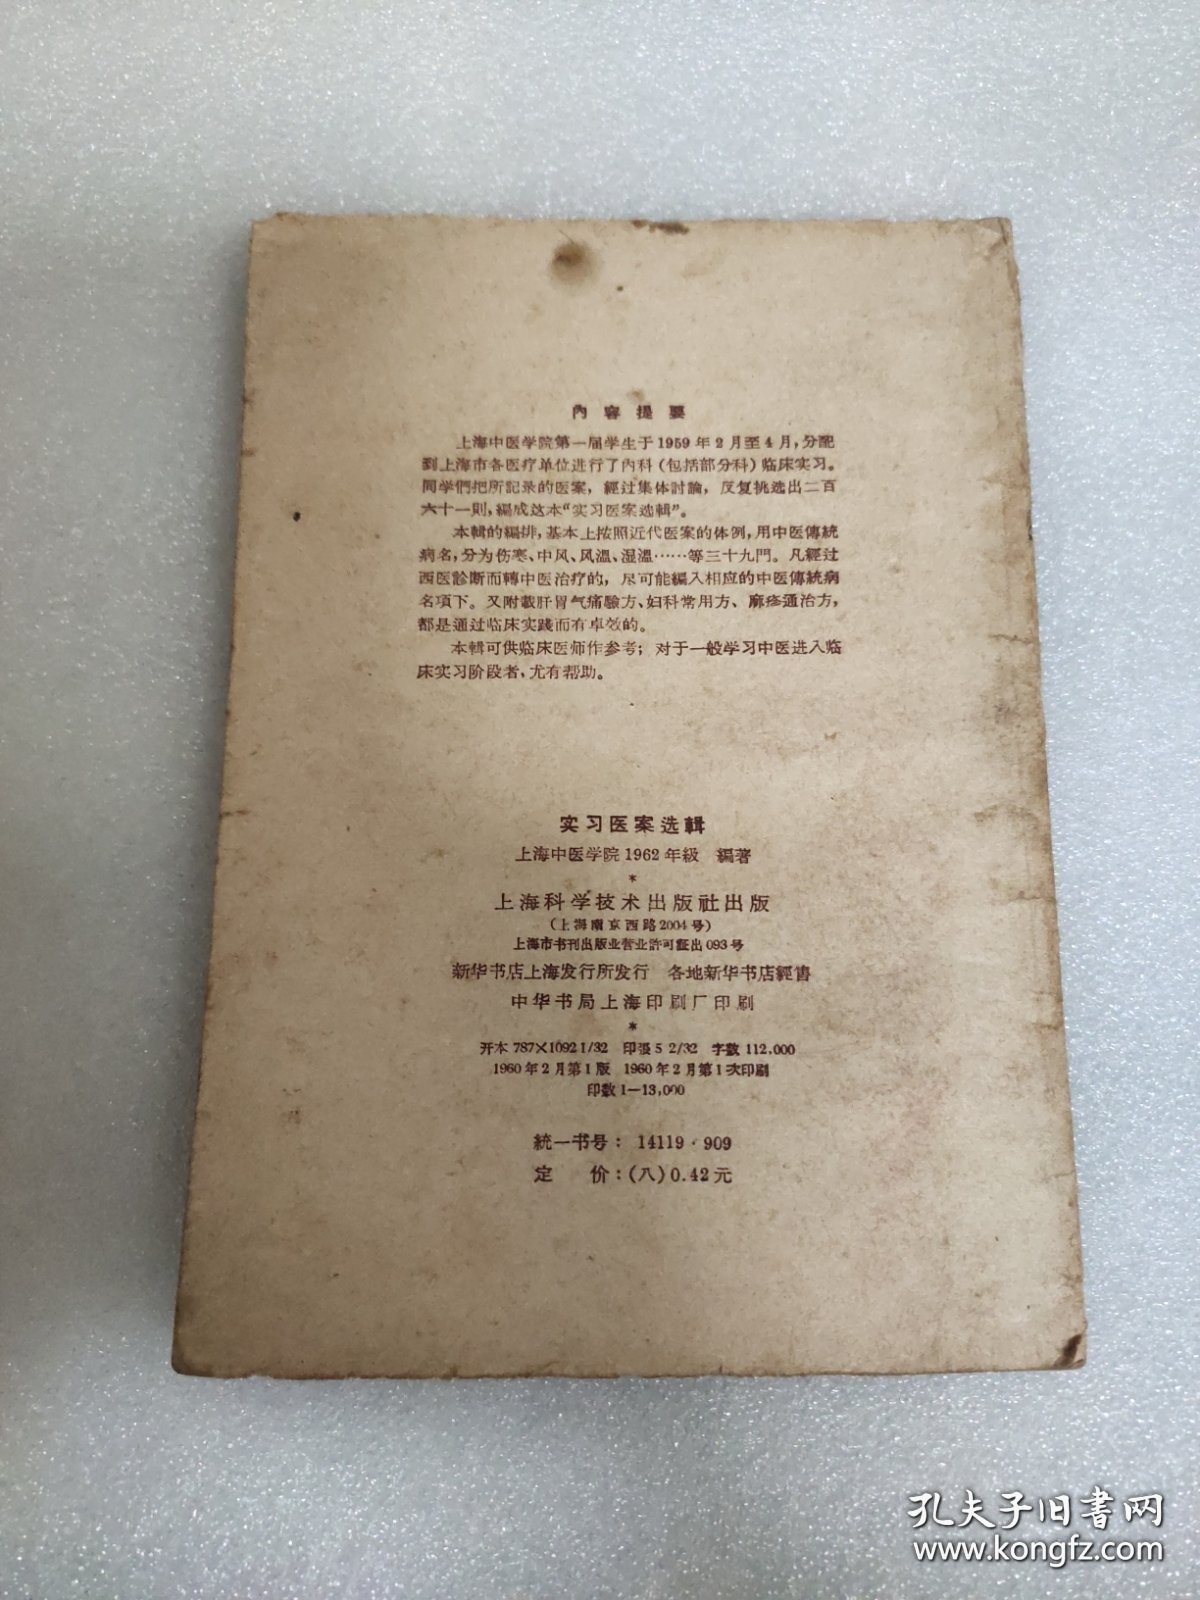 內容提要
上海中医学院第一届学生于1959年2月至4月，分配
到上海市各医疗单位进行了內科（包括部分科）临床实习。
同学們把所記录的医案，經过集体討論，反复挑选出二百
六十一則，編成这本“实习医案选輯”。
本輯的編排，基本上按照近代医案的体例，用中医傳統
病名，分为伤寒、中风、风溫、湿溫……等三十九門。凡經过
西医診断而轉中医治疗的，尽可能編入相应的中医傳統病
名項下。又附載肝胃气痛驗方、妇科常用方、麻疹通治方，
都是通过临床实践而有卓效的。
本輯可供临床医师作参考；对于一般学习中医进入临
床实习阶段者，尤有帮助。
实习医案选輯
上海中医学院1962年級 編著
*
上海科学技术出版社出版
（上海南京西路2004号）
上海市书刊出版业营业許可証出093号
新华书店上海发行所发行 各地新华书店經售
中华书局上海印刷厂印刷
*
开本 787×1092 1/32 印張 5 2/32 字数 112,000
1960年2月第1版 1960年2月第1次印刷
印数 1—13,000
統一书号：14119·909
定 价：(八)0.42元
孔夫子旧書网
www.kongfz.com